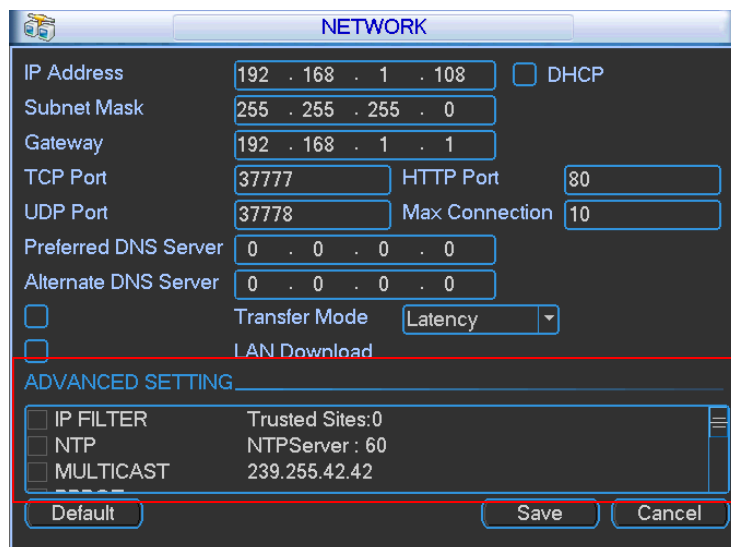 NETWORK
IP Address 192 . 168 . 1 . 108 DHCP
Subnet Mask 255 . 255 . 255 . 0
Gateway 192 . 168 . 1 . 1
TCP Port 37777 HTTP Port 80
UDP Port 37778 Max Connection 10
Preferred DNS Server 0 . 0 . 0 . 0
Alternate DNS Server 0 . 0 . 0 . 0
Transfer Mode Latency
LAN Download
ADVANCED SETTING
IP FILTER Trusted Sites:0
NTP NTPServer : 60
MULTICAST 239.255.42.42
Default Save Cancel